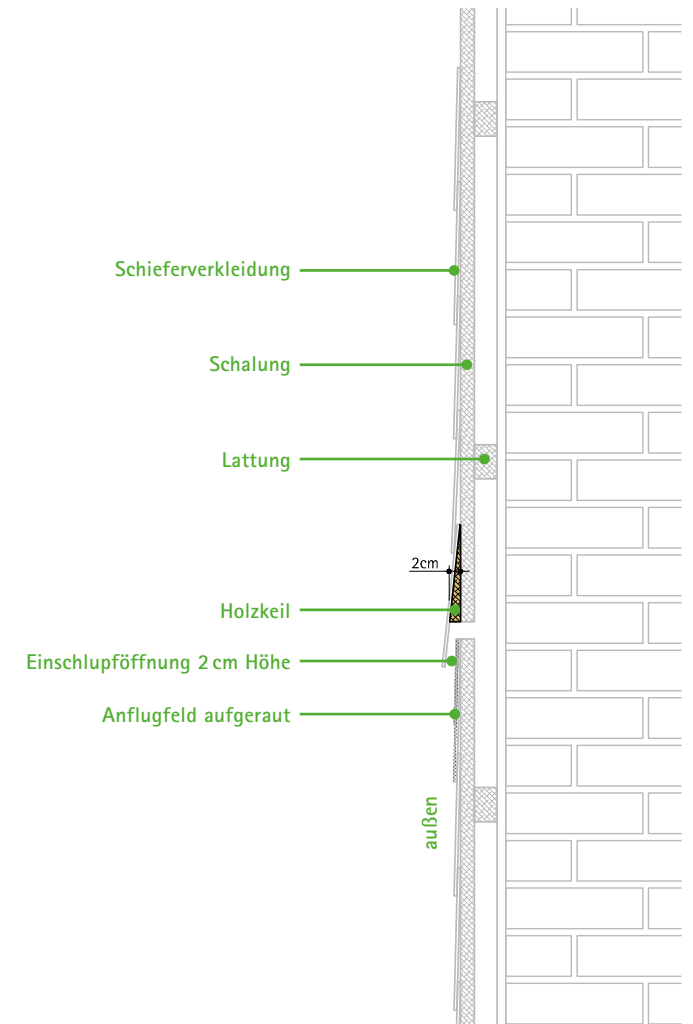 Schieferverkleidung
Schalung
Lattung
2cm
Holzkeil
Einschlupföffnung 2 cm Höhe
Anflugfeld aufgeraut
außen